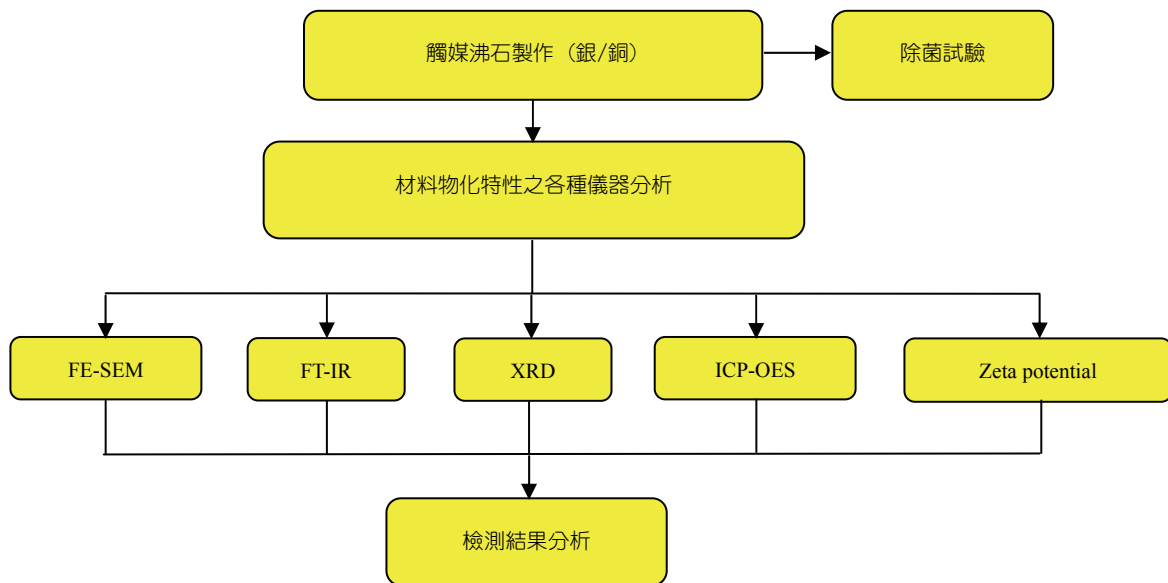 觸媒沸石製作（銀/銅）
除菌試驗
材料物化特性之各種儀器分析
FE-SEM
FT-IR
XRD
ICP-OES
Zeta potential
檢測結果分析